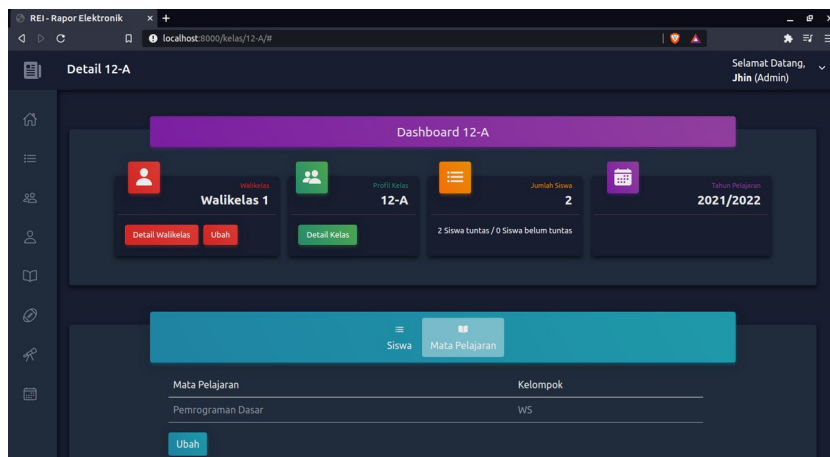 REI - Rapor Elektronik
localhost:8000/kelas/12-A/#
Detail 12-A
Selamat Datang,
Jhin (Admin)
Dashboard 12-A
Walikelas
Walikelas 1
Detail Walikelas
Ubah
Profil Kelas
12-A
Detail Kelas
Jumlah Siswa
2
2 Siswa tuntas / 0 Siswa belum tuntas
Tahun Pelajaran
2021/2022
Siswa
Mata Pelajaran
Mata Pelajaran Kelompok
Pemrograman Dasar WS
Ubah